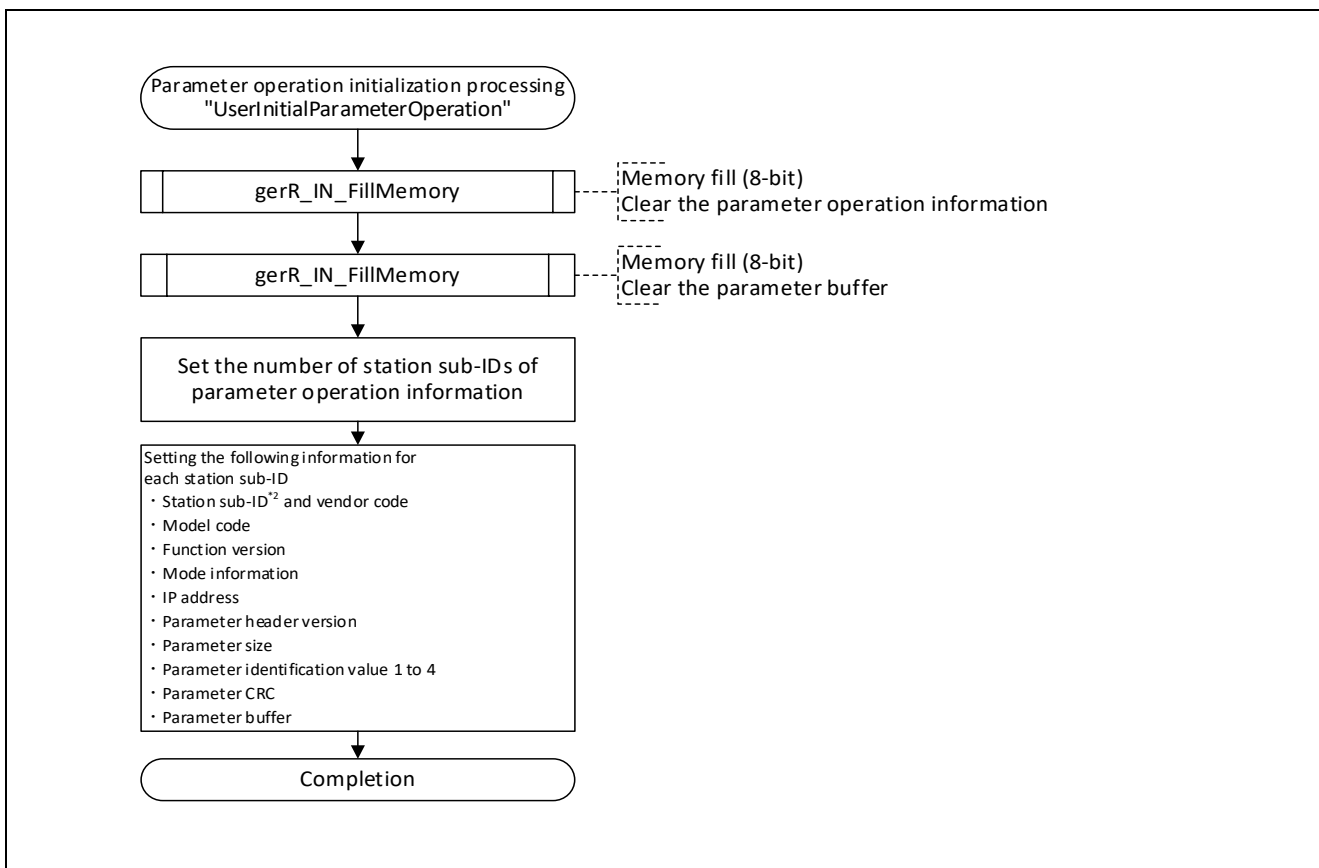 Parameter operation initialization processing
"UserInitialParameterOperation"
gerR_IN_FillMemory
Memory fill (8-bit)
Clear the parameter operation information
gerR_IN_FillMemory
Memory fill (8-bit)
Clear the parameter buffer
Set the number of station sub-IDs of
parameter operation information
Setting the following information for
each station sub-ID
・Station sub-ID*2 and vendor code
・Model code
・Function version
・Mode information
・IP address
・Parameter header version
・Parameter size
・Parameter identification value 1 to 4
・Parameter CRC
・Parameter buffer
Completion